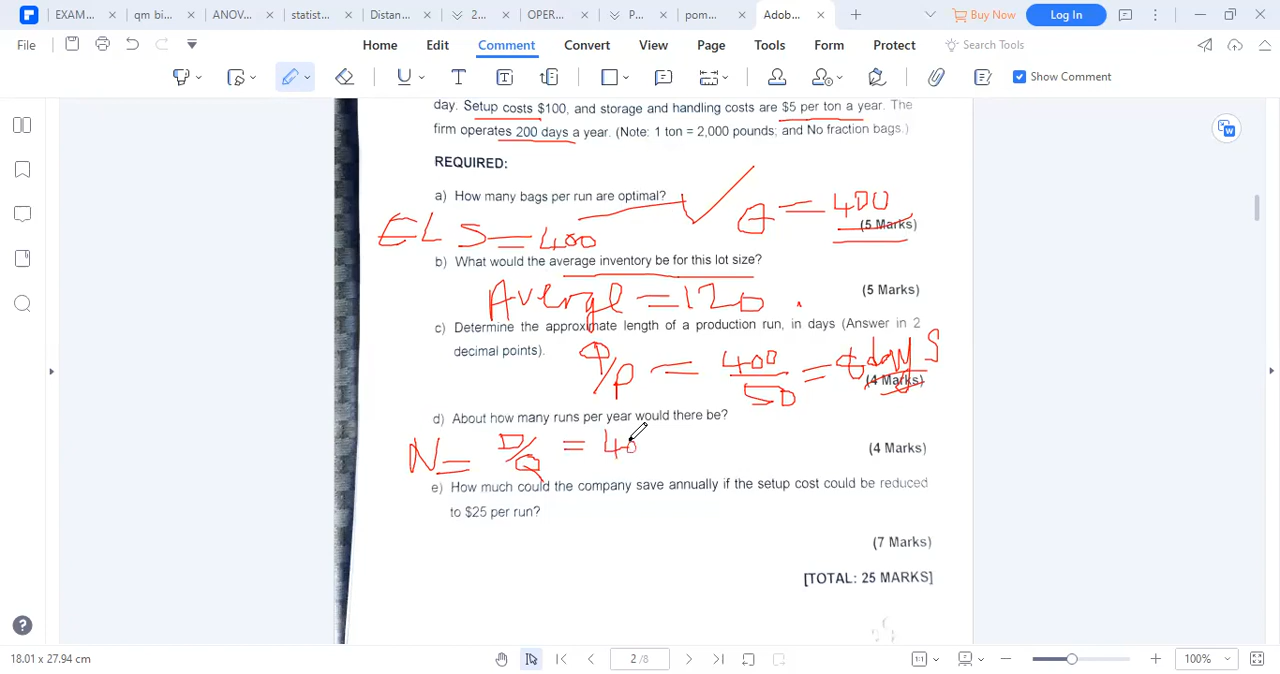 EXAM... × qm bi... × ANOV... × statist... × Distan... × 2... × OPER... × P... × pom... × Adob... × +
Buy Now Log In
File Home Edit Comment Convert View Page Tools Form Protect Search Tools
Show Comment
day. Setup costs $100, and storage and handling costs are $5 per ton a year. The
firm operates 200 days a year. (Note: 1 ton = 2,000 pounds; and No fraction bags.)
REQUIRED:
a) How many bags per run are optimal?
Q = 400
(5 Marks)
ELS = 400
b) What would the average inventory be for this lot size?
(5 Marks)
Average = 120 .
c) Determine the approximate length of a production run, in days (Answer in 2
decimal points).
Q/P = 400/50 = 8 days
(4 Marks)
d) About how many runs per year would there be?
N = D/Q = 40
(4 Marks)
e) How much could the company save annually if the setup cost could be reduced
to $25 per run?
(7 Marks)
[TOTAL: 25 MARKS]
18.01 x 27.94 cm 2 /8 1:1 100%